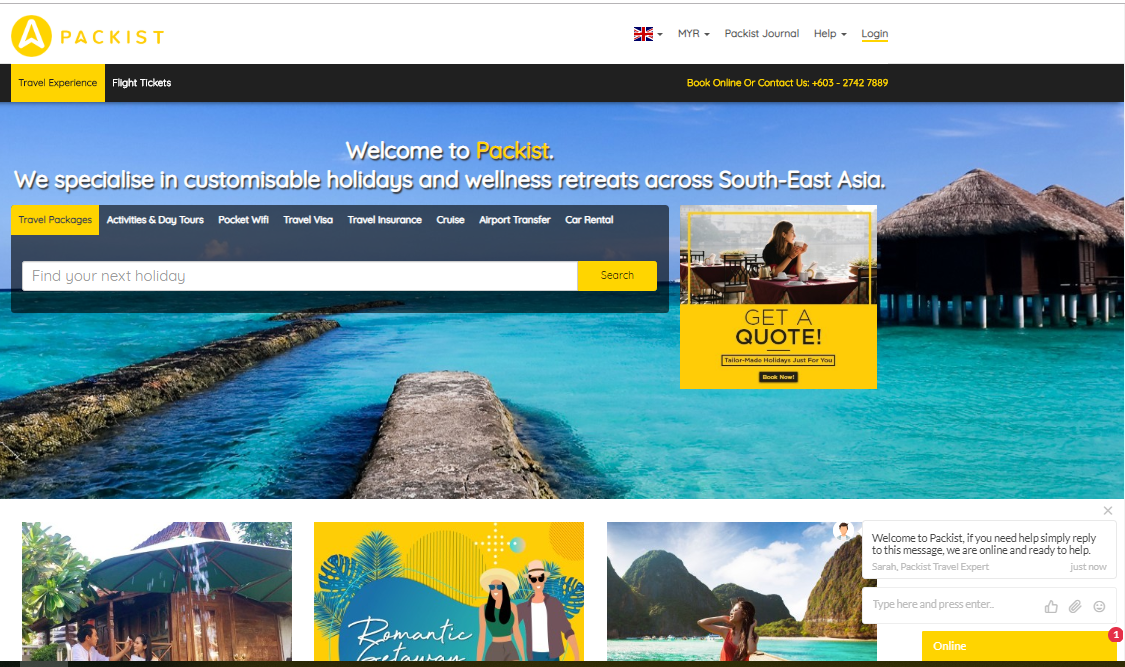 PACKIST
MYR
Packist Journal
Help
Login
Travel Experience
Flight Tickets
Book Online Or Contact Us: +603 - 2742 7889
Welcome to Packist.
We specialise in customisable holidays and wellness retreats across South-East Asia.
Travel Packages
Activities & Day Tours
Pocket Wifi
Travel Visa
Travel Insurance
Cruise
Airport Transfer
Car Rental
Find your next holiday
Search
GET A
QUOTE!
Tailor-Made Holidays Just For You
Book Now!
Romantic
Getaway
Welcome to Packist, if you need help simply reply
to this message, we are online and ready to help.
Sarah, Packist Travel Expert
just now
Type here and press enter..
1
Online